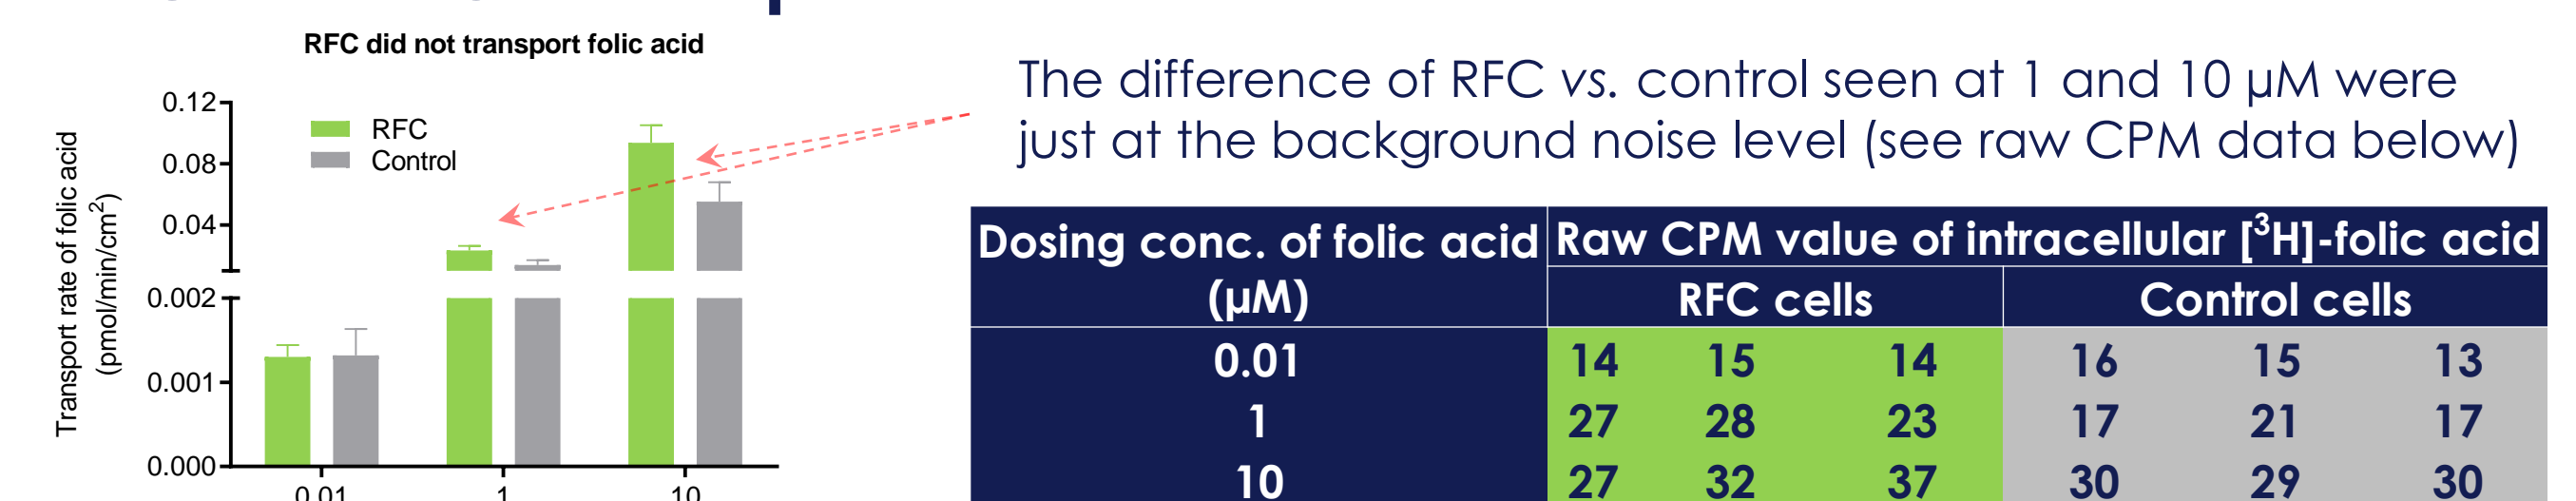 RFC did not transport folic acid
Transport rate of folic acid
(pmol/min/cm²)
0.12
0.08
0.04
0.002
0.001
0.000
RFC
Control
0.01
1
10
The difference of RFC vs. control seen at 1 and 10 µM were
just at the background noise level (see raw CPM data below)
Dosing conc. of folic acid
(µM)
Raw CPM value of intracellular [³H]-folic acid
RFC cells
Control cells
0.01 14 15 14 16 15 13
1 27 28 23 17 21 17
10 27 32 37 30 29 30